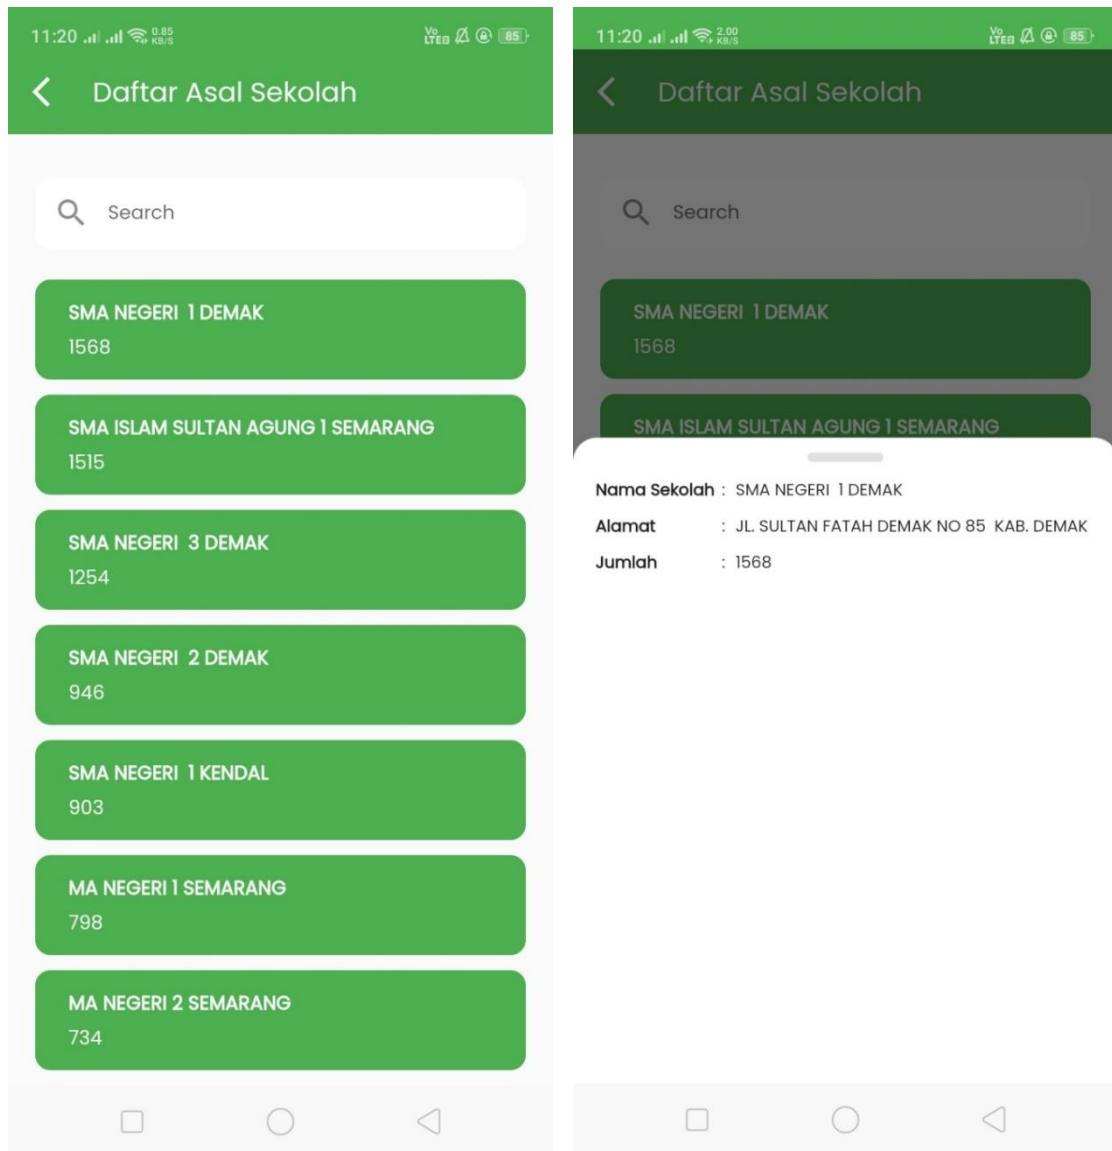 11:20 0.85 KB/S Vo LTE 85
Daftar Asal Sekolah
Search
SMA NEGERI 1 DEMAK
1568
SMA ISLAM SULTAN AGUNG 1 SEMARANG
1515
SMA NEGERI 3 DEMAK
1254
SMA NEGERI 2 DEMAK
946
SMA NEGERI 1 KENDAL
903
MA NEGERI 1 SEMARANG
798
MA NEGERI 2 SEMARANG
734
11:20 2.00 KB/S Vo LTE 85
Daftar Asal Sekolah
Search
SMA NEGERI 1 DEMAK
1568
SMA ISLAM SULTAN AGUNG 1 SEMARANG
Nama Sekolah : SMA NEGERI 1 DEMAK
Alamat : JL. SULTAN FATAH DEMAK NO 85 KAB. DEMAK
Jumlah : 1568